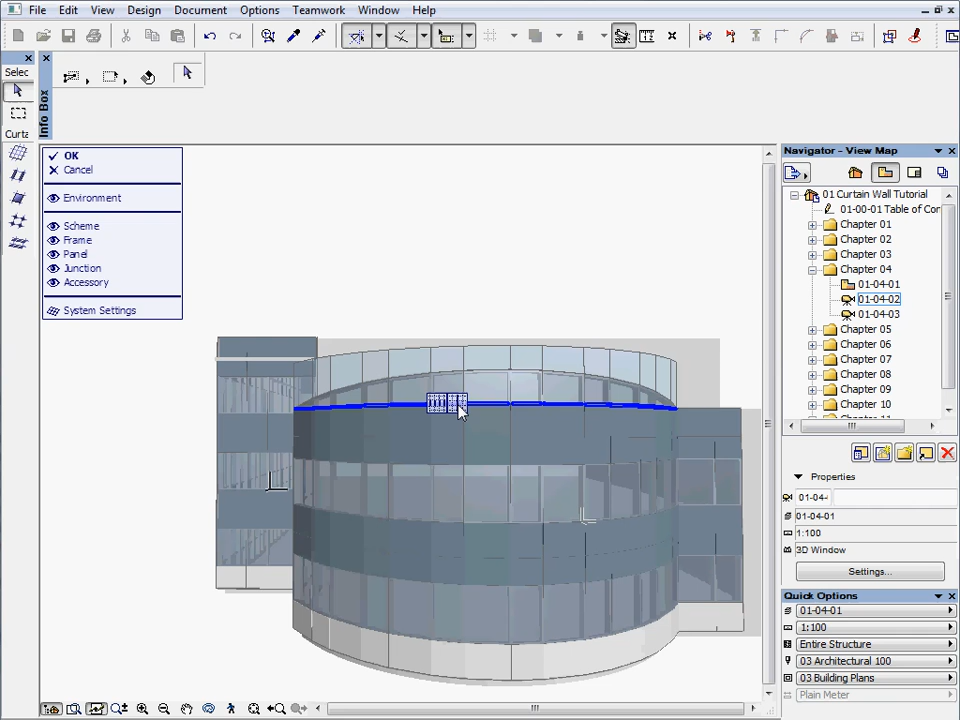 File Edit View Design Document Options Teamwork Window Help
Selec
Info Box
Curta
OK
Cancel
Environment
Scheme
Frame
Panel
Junction
Accessory
System Settings
Navigator - View Map
01 Curtain Wall Tutorial
01-00-01 Table of Con
Chapter 01
Chapter 02
Chapter 03
Chapter 04
01-04-01
01-04-02
01-04-03
Chapter 05
Chapter 06
Chapter 07
Chapter 08
Chapter 09
Chapter 10
Properties
01-04-
01-04-01
1:100
3D Window
Settings...
Quick Options
01-04-01
1:100
Entire Structure
03 Architectural 100
03 Building Plans
Plain Meter